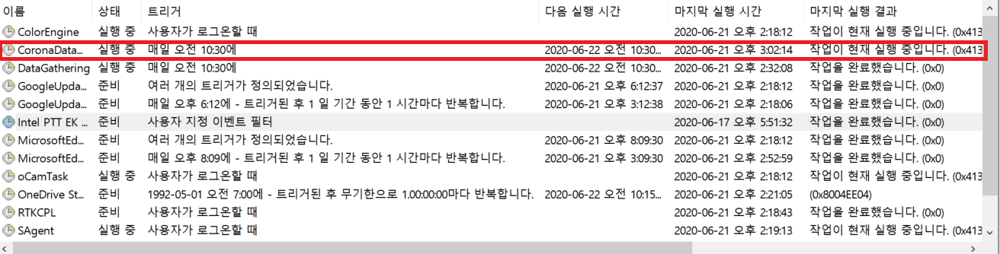 이름 상태 트리거 다음 실행 시간 마지막 실행 시간 마지막 실행 결과
ColorEngine 실행 중 사용자가 로그온할 때 2020-06-21 오후 2:18:12 작업이 현재 실행 중입니다. (0x413
CoronaData... 실행 중 매일 오전 10:30에 2020-06-22 오전 10:30... 2020-06-21 오후 3:02:14 작업이 현재 실행 중입니다. (0x413
DataGathering 실행 중 매일 오전 10:30에 2020-06-22 오전 10:30... 2020-06-21 오후 2:32:08 작업을 완료했습니다. (0x0)
GoogleUpda... 준비 여러 개의 트리거가 정의되었습니다. 2020-06-21 오후 6:12:37 2020-06-21 오후 2:18:12 작업을 완료했습니다. (0x0)
GoogleUpda... 준비 매일 오후 6:12에 - 트리거된 후 1 일 기간 동안 1 시간마다 반복합니다. 2020-06-21 오후 3:12:38 2020-06-21 오후 2:18:06 작업을 완료했습니다. (0x0)
Intel PTT EK ... 준비 사용자 지정 이벤트 필터 2020-06-17 오후 5:51:32 작업을 완료했습니다. (0x0)
MicrosoftEd... 준비 여러 개의 트리거가 정의되었습니다. 2020-06-21 오후 8:09:30 2020-06-21 오후 2:18:12 작업을 완료했습니다. (0x0)
MicrosoftEd... 준비 매일 오후 8:09에 - 트리거된 후 1 일 기간 동안 1 시간마다 반복합니다. 2020-06-21 오후 3:09:30 2020-06-21 오후 2:52:59 작업을 완료했습니다. (0x0)
oCamTask 실행 중 사용자가 로그온할 때 2020-06-21 오후 2:18:12 작업이 현재 실행 중입니다. (0x413
OneDrive St... 준비 1992-05-01 오전 7:00에 - 트리거된 후 무기한으로 1.00:00:00마다 반복합니다. 2020-06-22 오전 10:15... 2020-06-21 오후 2:21:05 (0x8004EE04)
RTKCPL 준비 사용자가 로그온할 때 2020-06-21 오후 2:18:43 작업을 완료했습니다. (0x0)
SAgent 실행 중 사용자가 로그온할 때 2020-06-21 오후 2:19:13 작업이 현재 실행 중입니다. (0x413